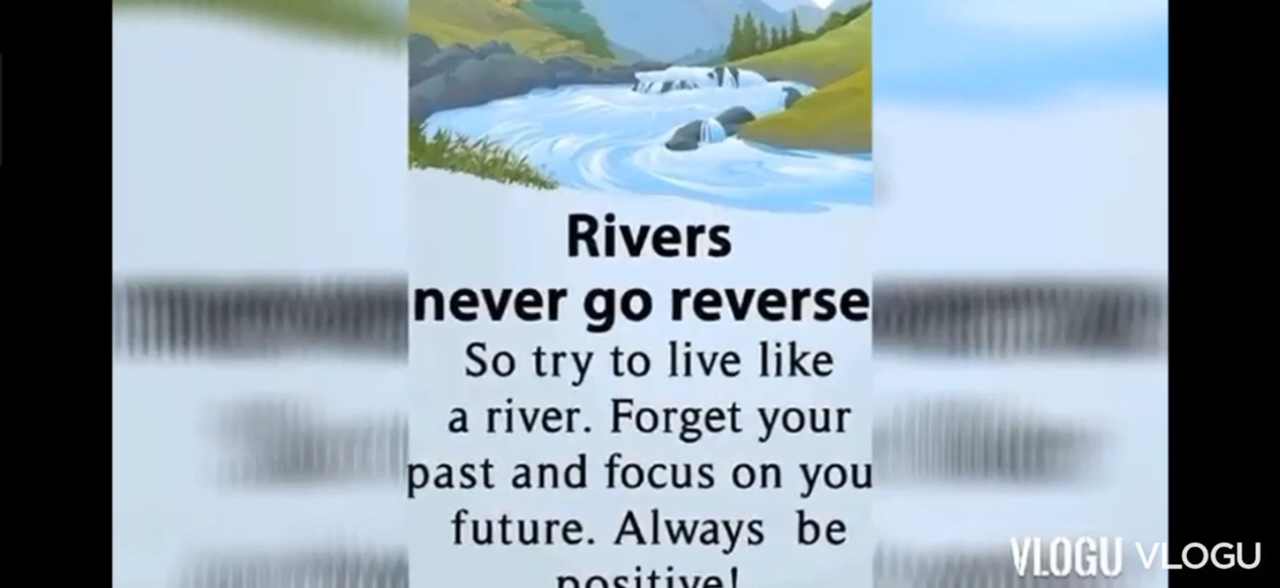 Rivers
never go reverse
So try to live like
a river. Forget your
past and focus on you
future. Always be
positive!
VLOGU VLOGU